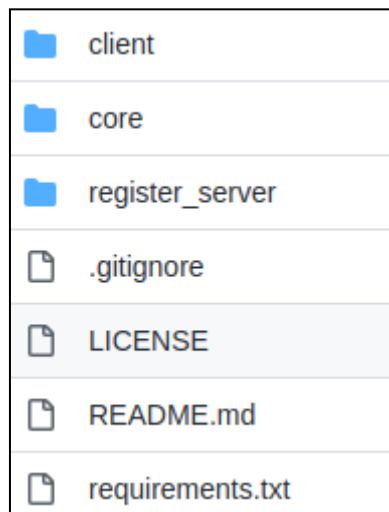 client
core
register_server
.gitignore
LICENSE
README.md
requirements.txt